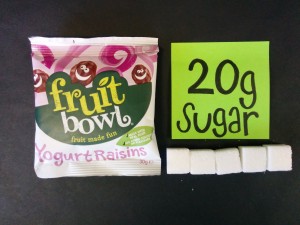 fruit
bowl
fruit made fun
Yogurt Raisins
20g
Sugar